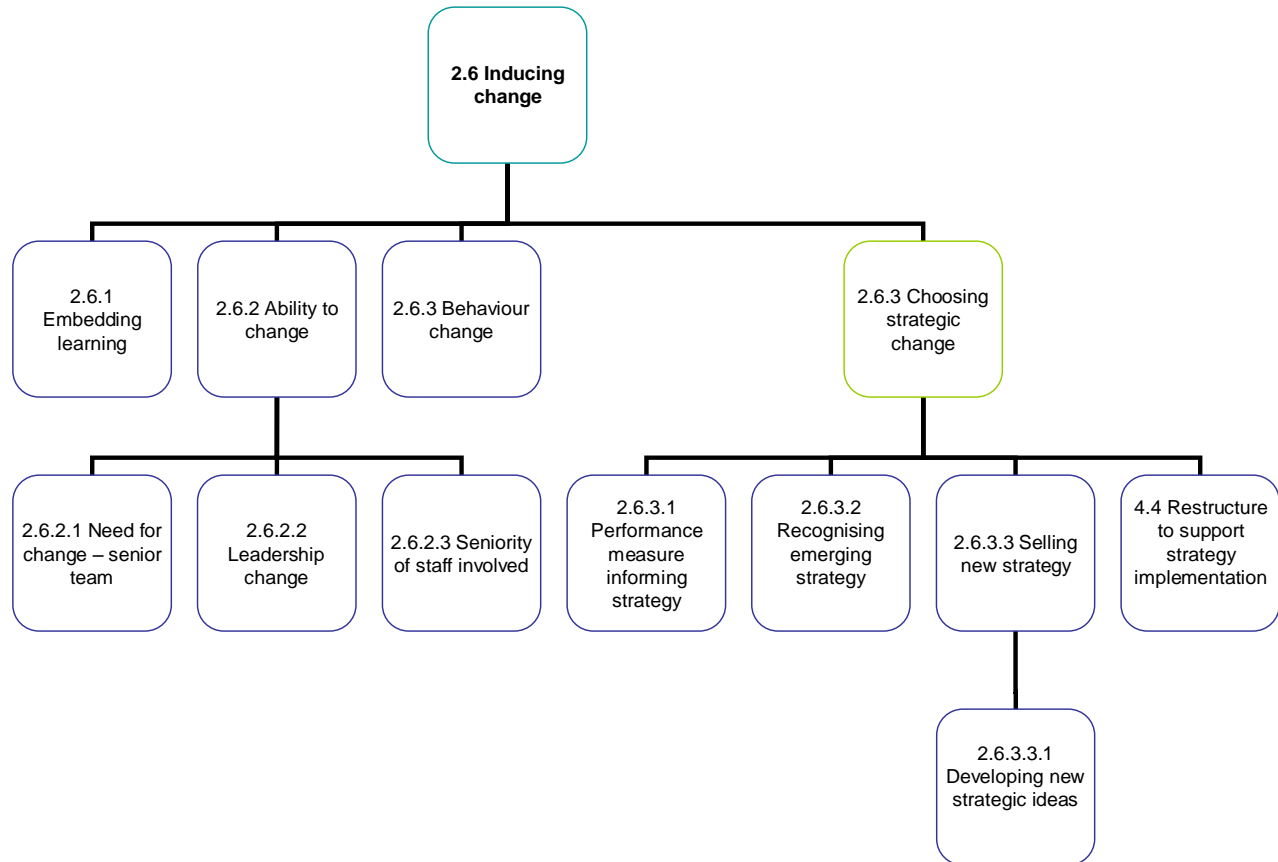 2.6 Inducing
change
2.6.1
Embedding
learning
2.6.2 Ability to
change
2.6.3 Behaviour
change
2.6.3 Choosing
strategic
change
2.6.2.1 Need for
change – senior
team
2.6.2.2
Leadership
change
2.6.2.3 Seniority
of staff involved
2.6.3.1
Performance
measure
informing
strategy
2.6.3.2
Recognising
emerging
strategy
2.6.3.3 Selling
new strategy
4.4 Restructure
to support
strategy
implementation
2.6.3.3.1
Developing new
strategic ideas